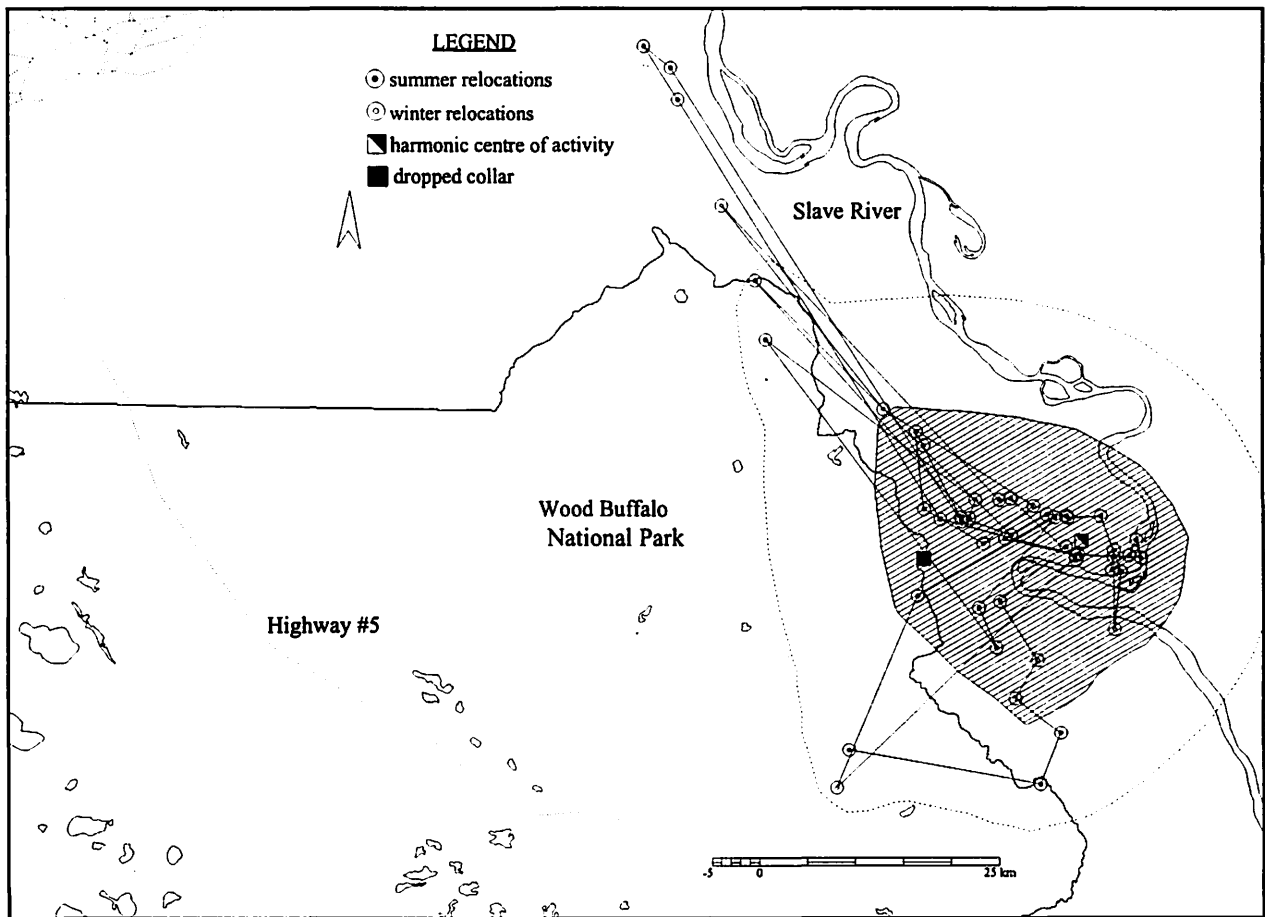 LEGEND
summer relocations
winter relocations
harmonic centre of activity
dropped collar
Slave River
Wood Buffalo
National Park
Highway #5
-5 0 25 km